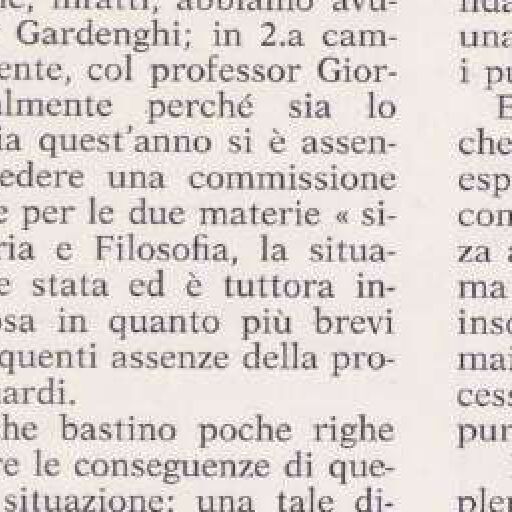 infatti, abbiamo avu-
Gardenghi; in 2.a cam-
ente, col professor Gior-
almente perché sia lo
ia quest'anno si è assen-
edere una commissione
e per le due materie « si-
ria e Filosofia, la situa-
e stata ed è tuttora in-
osa in quanto più brevi
quenti assenze della pro-
ardi.
he bastino poche righe
re le conseguenze di que-
situazione: una tale di-
una
i pu
E
che
esp
con
za a
ma
inso
mai
cess
pur
plen